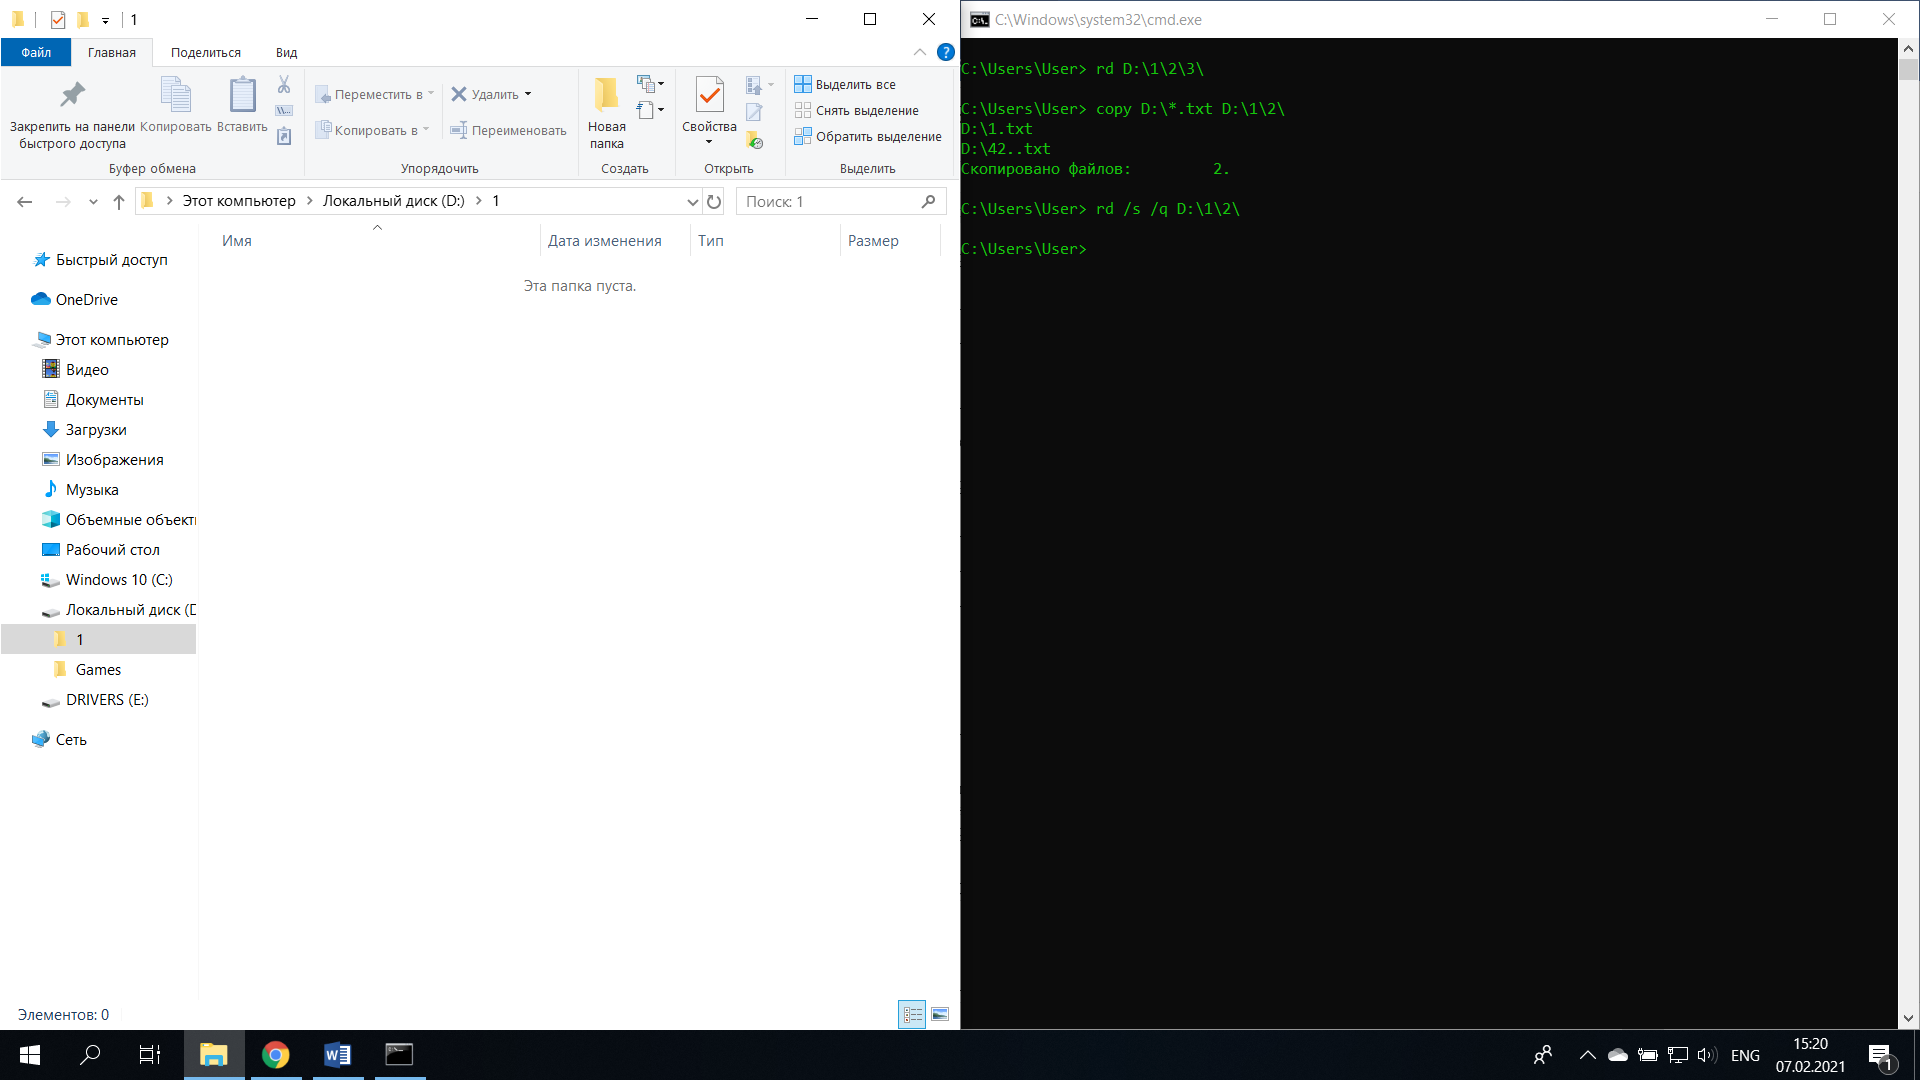 1
C:\Windows\system32\cmd.exe
Файл Главная Поделиться Вид
Закрепить на панели быстрого доступа
Копировать
Вставить
Буфер обмена
Переместить в
Копировать в
Удалить
Переименовать
Упорядочить
Новая папка
Создать
Свойства
Открыть
Выделить все
Снять выделение
Обратить выделение
Выделить
Этот компьютер Локальный диск (D:) 1
Поиск: 1
Имя Дата изменения Тип Размер
Эта папка пуста.
Быстрый доступ
OneDrive
Этот компьютер
Видео
Документы
Загрузки
Изображения
Музыка
Объемные объект
Рабочий стол
Windows 10 (C:)
Локальный диск (D
1
Games
DRIVERS (E:)
Сеть
Элементов: 0
C:\Users\User> rd D:\1\2\3\
C:\Users\User> copy D:\*.txt D:\1\2\
D:\1.txt
D:\42..txt
Скопировано файлов: 2.
C:\Users\User> rd /s /q D:\1\2\
C:\Users\User>
ENG
15:20
07.02.2021
1